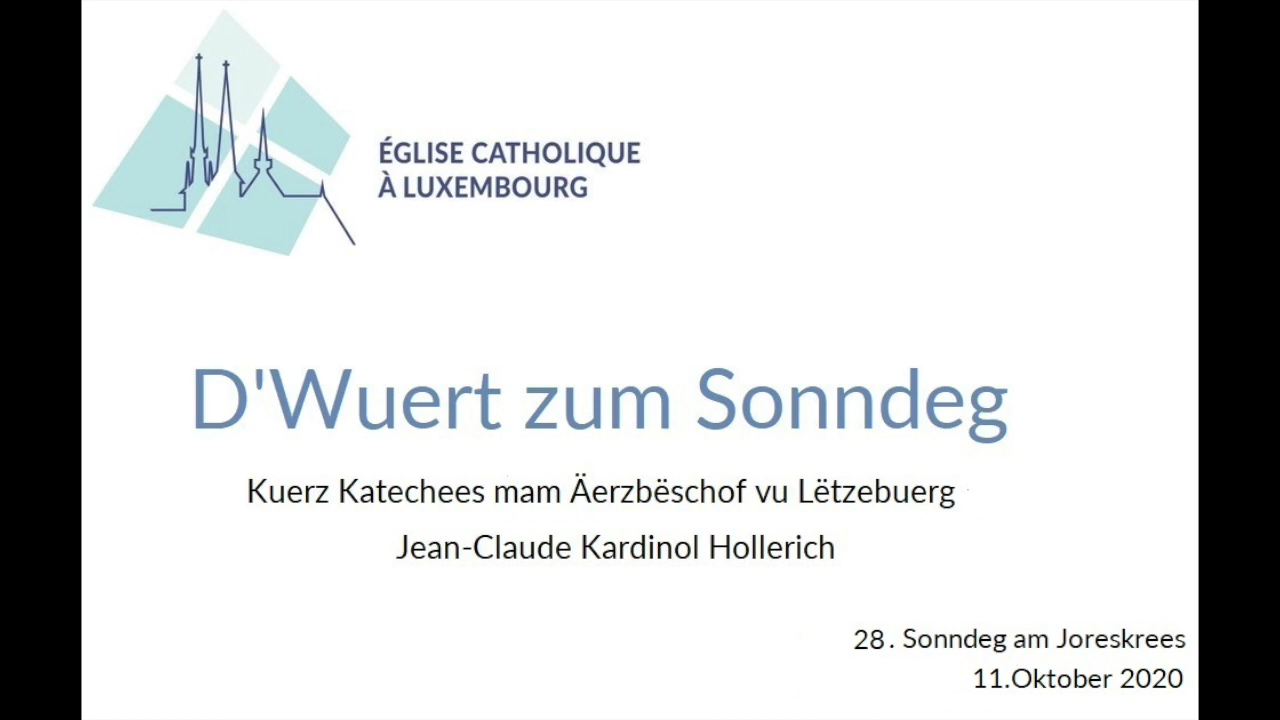 ÉGLISE CATHOLIQUE
À LUXEMBOURG
D'Wuert zum Sonndeg
Kuerz Katechees mam Äerzbëschof vu Lëtzebuerg
Jean-Claude Kardinol Hollerich
28. Sonndeg am Joreskrees
11.Oktober 2020